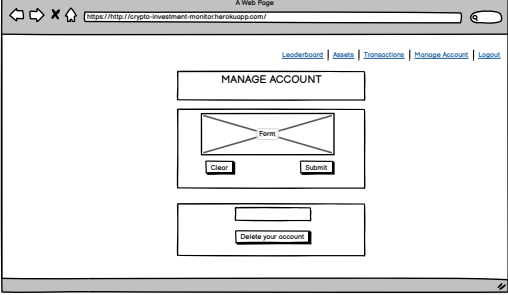 A Web Page
https://http://crypto-investment-monitor.herokuapp.com/
Leaderboard | Assets | Transactions | Manage Account | Logout
MANAGE ACCOUNT
Form
Clear Submit
Delete your account